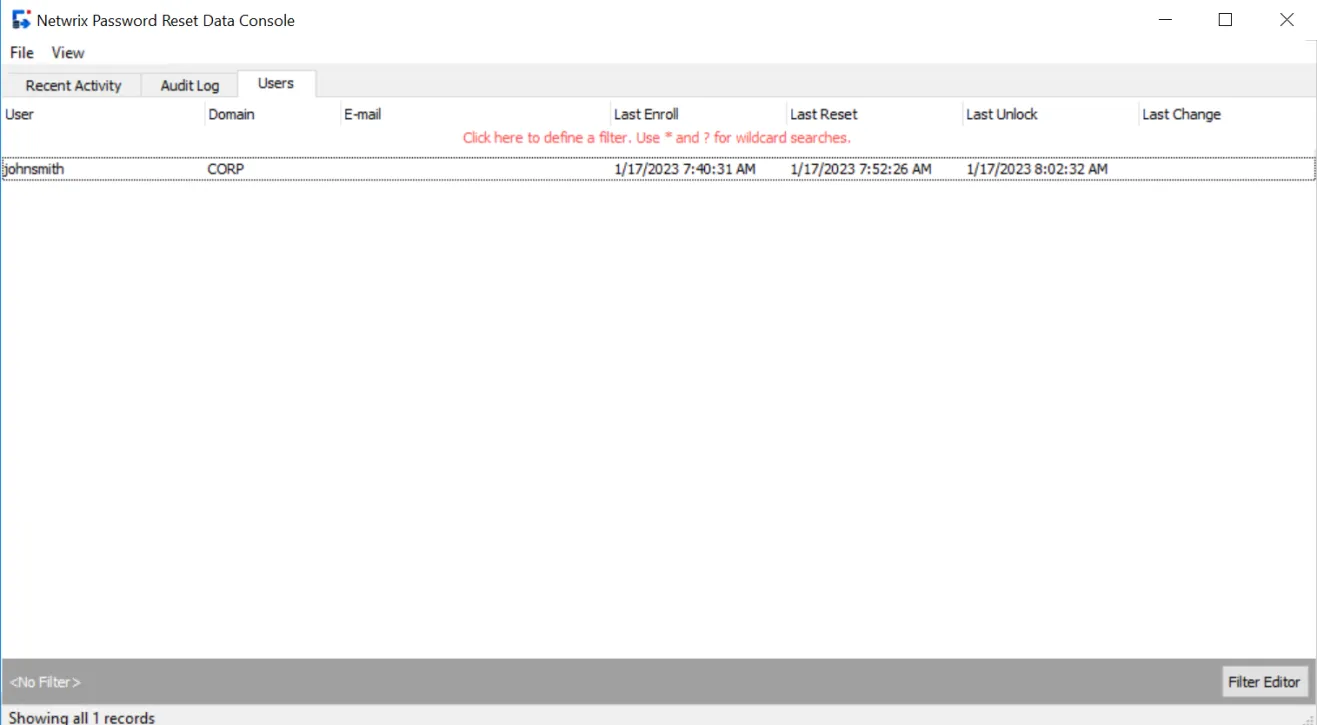 Netwrix Password Reset Data Console
File View
Recent Activity Audit Log Users
User Domain E-mail Last Enroll Last Reset Last Unlock Last Change
Click here to define a filter. Use * and ? for wildcard searches.
johnsmith CORP 1/17/2023 7:40:31 AM 1/17/2023 7:52:26 AM 1/17/2023 8:02:32 AM
<No Filter> Filter Editor
Showing all 1 records